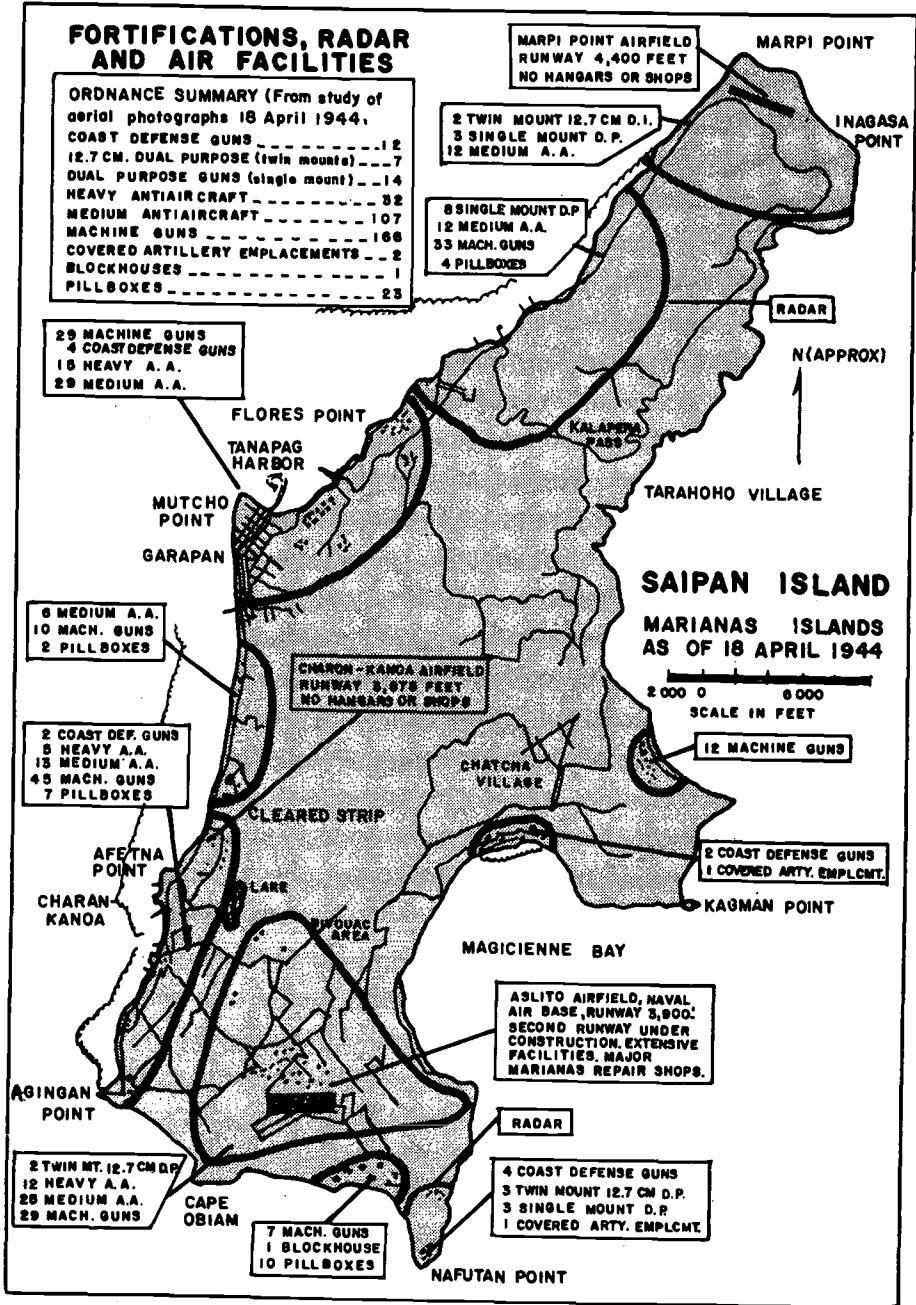 FORTIFICATIONS, RADAR
AND AIR FACILITIES
ORDNANCE SUMMARY (From study of
aerial photographs 18 April 1944.
COAST DEFENSE GUNS 12
12.7 CM. DUAL PURPOSE (twin mounts) 7
DUAL PURPOSE GUNS (single mount) 14
HEAVY ANTIAIRCRAFT 32
MEDIUM ANTIAIRCRAFT 107
MACHINE GUNS 166
COVERED ARTILLERY EMPLACEMENTS 2
BLOCKHOUSES 1
PILLBOXES 23
MARPI POINT AIRFIELD
RUNWAY 4,400 FEET
NO HANGARS OR SHOPS
MARPI POINT
2 TWIN MOUNT 12.7 CM D.I.
3 SINGLE MOUNT D.P.
12 MEDIUM A.A.
INAGASA
POINT
8 SINGLE MOUNT D.P
12 MEDIUM A.A.
33 MACH. GUNS
4 PILLBOXES
RADAR
N (APPROX)
29 MACHINE GUNS
4 COAST DEFENSE GUNS
15 HEAVY A.A.
29 MEDIUM A.A.
FLORES POINT
KALAPERA
PASS
TANAPAG
HARBOR
TARAHOHO VILLAGE
MUTCHO
POINT
GARAPAN
SAIPAN ISLAND
MARIANAS ISLANDS
AS OF 18 APRIL 1944
2 000 0 6 000
SCALE IN FEET
6 MEDIUM A.A.
10 MACH. GUNS
2 PILLBOXES
CHARON-KANOA AIRFIELD
RUNWAY 3,875 FEET
NO HANGARS OR SHOPS
2 COAST DEF. GUNS
5 HEAVY A.A.
13 MEDIUM A.A.
45 MACH. GUNS
7 PILLBOXES
12 MACHINE GUNS
CHATCHA
VILLAGE
CLEARED STRIP
AFETNA
POINT
2 COAST DEFENSE GUNS
1 COVERED ARTY. EMPLCMT.
LAKE
CHARAN
KANOA
KAGMAN POINT
BIVOUAC
AREA
MAGICIENNE BAY
ASLITO AIRFIELD, NAVAL
AIR BASE, RUNWAY 3,900'.
SECOND RUNWAY UNDER
CONSTRUCTION. EXTENSIVE
FACILITIES. MAJOR
MARIANAS REPAIR SHOPS.
AGINGAN
POINT
RADAR
2 TWIN MT. 12.7 CM D.P
12 HEAVY A.A.
25 MEDIUM A.A.
29 MACH. GUNS
CAPE
OBIAM
4 COAST DEFENSE GUNS
3 TWIN MOUNT 12.7 CM D.P.
3 SINGLE MOUNT D.P.
1 COVERED ARTY. EMPLCMT.
7 MACH. GUNS
1 BLOCKHOUSE
10 PILLBOXES
NAFUTAN POINT